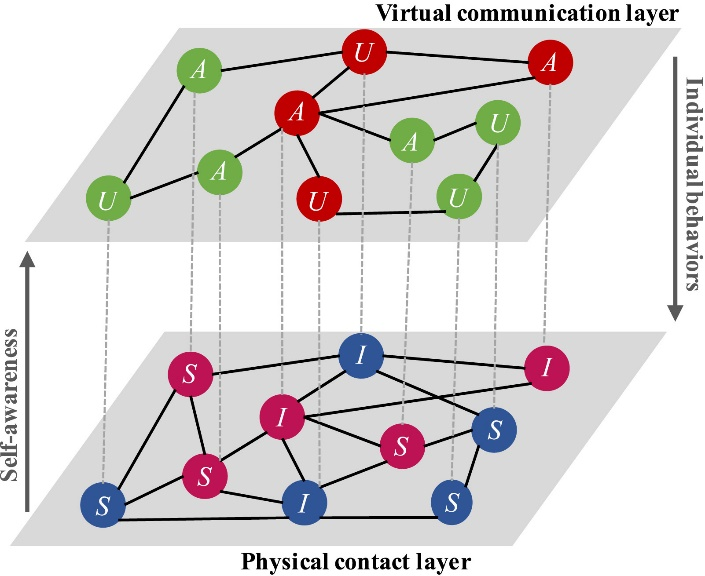 Virtual communication layer
U
A
A
A
U
A
A
U
U
U
Individual behaviors
Self-awareness
I
I
S
I
S
S
S
S
I
S
Physical contact layer